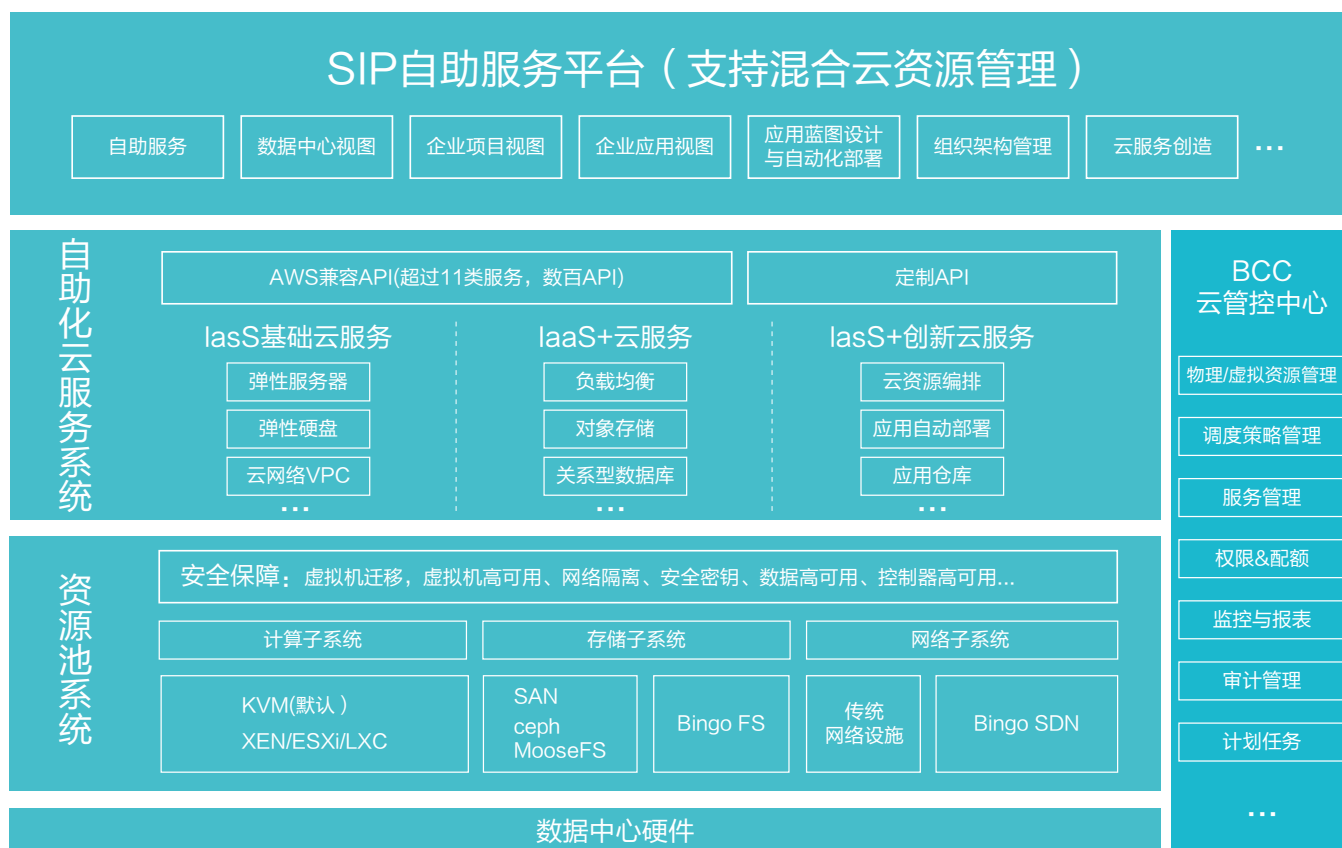 SIP自助服务平台（支持混合云资源管理）
自助服务
数据中心视图
企业项目视图
企业应用视图
应用蓝图设计
与自动化部署
组织架构管理
云服务创造
...
自助化云服务系统
AWS兼容API(超过11类服务，数百API)
定制API
IasS基础云服务
弹性服务器
弹性硬盘
云网络VPC
...
IaaS+云服务
负载均衡
对象存储
关系型数据库
...
IasS+创新云服务
云资源编排
应用自动部署
应用仓库
...
资源池系统
安全保障：虚拟机迁移，虚拟机高可用、网络隔离、安全密钥、数据高可用、控制器高可用...
计算子系统
存储子系统
网络子系统
KVM(默认）
XEN/ESXi/LXC
SAN
ceph
MooseFS
Bingo FS
传统
网络设施
Bingo SDN
数据中心硬件
BCC
云管控中心
物理/虚拟资源管理
调度策略管理
服务管理
权限&配额
监控与报表
审计管理
计划任务
...